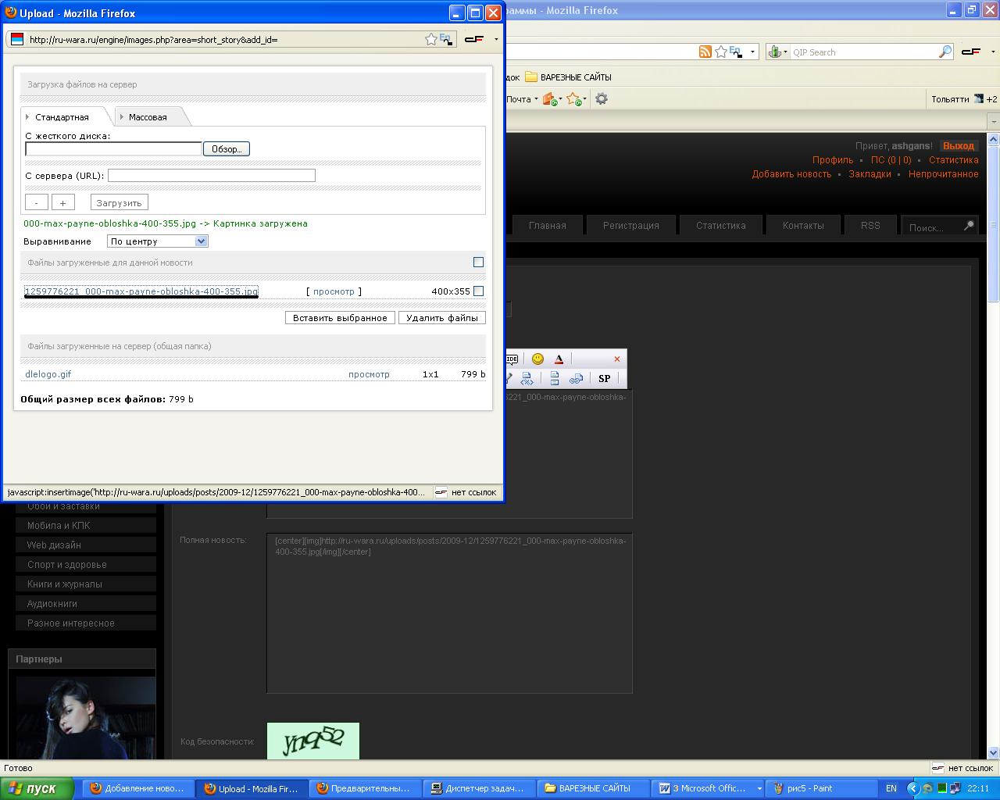 Upload - Mozilla Firefox
раммы - Mozilla Firefox
http://ru-wara.ru/engine/images.php?area=short_story&add_id=
En
En
QIP Search
док
ВАРЕЗНЫЕ САЙТЫ
Почта
Тольятти
+2
Загрузка файлов на сервер
Стандартная
Массовая
С жесткого диска:
Обзор...
С сервера (URL):
-
+
Загрузить
000-max-payne-obloshka-400-355.jpg -> Картинка загружена
Выравнивание
По центру
Файлы загруженные для данной новости
1259776221_000-max-payne-obloshka-400-355.jpg
[ просмотр ]
400x355
Вставить выбранное
Удалить файлы
Файлы загруженные на сервер (общая папка)
dlelogo.gif
просмотр
1x1
799 b
Общий размер всех файлов: 799 b
javascript:insertimage('http://ru-wara.ru/uploads/posts/2009-12/1259776221_000-max-payne-obloshka-400...
нет ссылок
Привет, ashgans!
Выход
Профиль
ПС (0 | 0)
Статистика
Добавить новость
Закладки
Непрочитанное
Главная
Регистрация
Статистика
Контакты
RSS
Поиск...
A
SP
6221_000-max-payne-obloshka-
Обои и заставки
Мобила и КПК
Web дизайн
Спорт и здоровье
Книги и журналы
Аудиокниги
Разное интересное
Партнеры
Полная новость:
[center][img]http://ru-wara.ru/uploads/posts/2009-12/1259776221_000-max-payne-obloshka-
400-355.jpg[/img][/center]
Код безопасности:
ynq52
Готово
нет ссылок
пуск
Добавление ново...
Upload - Mozilla Fir...
Предварительны...
Диспетчер задач...
ВАРЕЗНЫЕ САЙТЫ
3 Microsoft Offic...
рис5 - Paint
EN
22:11